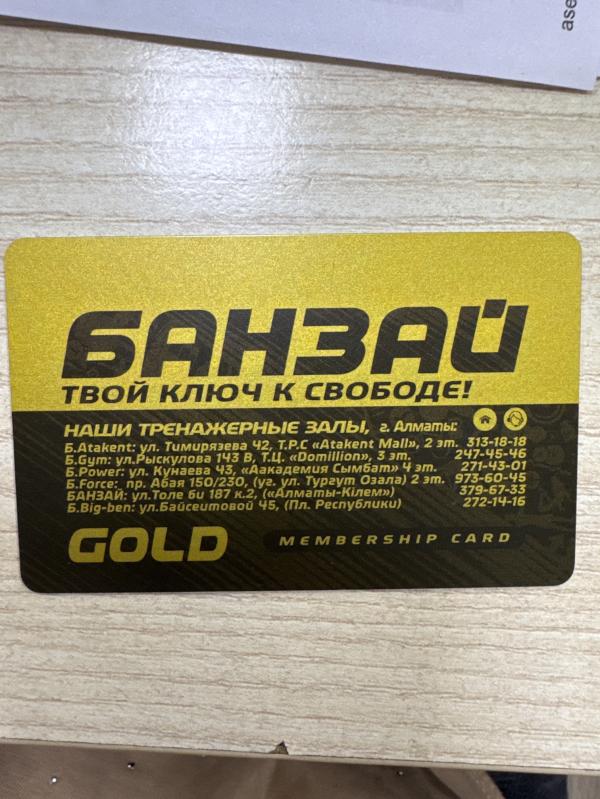 ase
БАНЗАЙ
ТВОЙ КЛЮЧ К СВОБОДЕ!
НАШИ ТРЕНАЖЕРНЫЕ ЗАЛЫ, г. Алматы:
Б.Atakent: ул. Тимирязева 42, Т.Р.С «Atakent Mall», 2 эт. 313-18-18
Б.Gym: ул.Рыскулова 143 В, Т.Ц. «Domillion», 3 эт. 247-45-46
Б.Power: ул. Кунаева 43, «Аакадемия Сымбат» 4 эт. 271-43-01
Б.Force: пр. Абая 150/230, (уг. ул. Тургут Озала) 2 эт. 973-60-45
БАНЗАЙ: ул.Толе би 187 к.2, («Алматы-Кілем») 379-67-33
Б.Big-ben: ул.Байсеитовой 45, (Пл. Республики) 272-14-16
GOLD MEMBERSHIP CARD